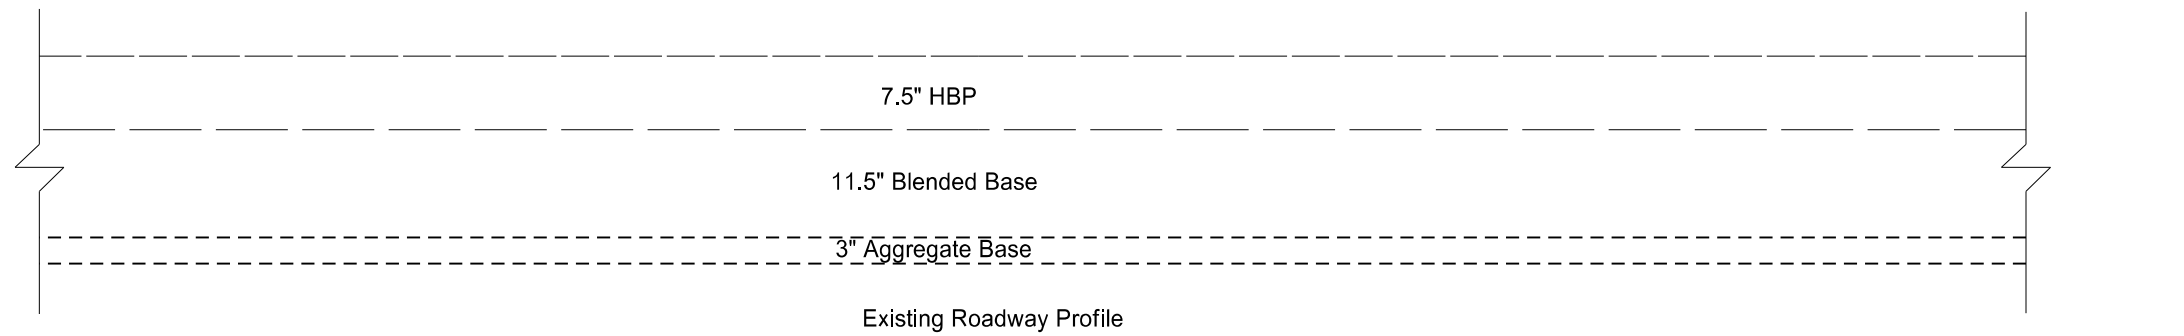 7.5" HBP
11.5" Blended Base
3" Aggregate Base
Existing Roadway Profile